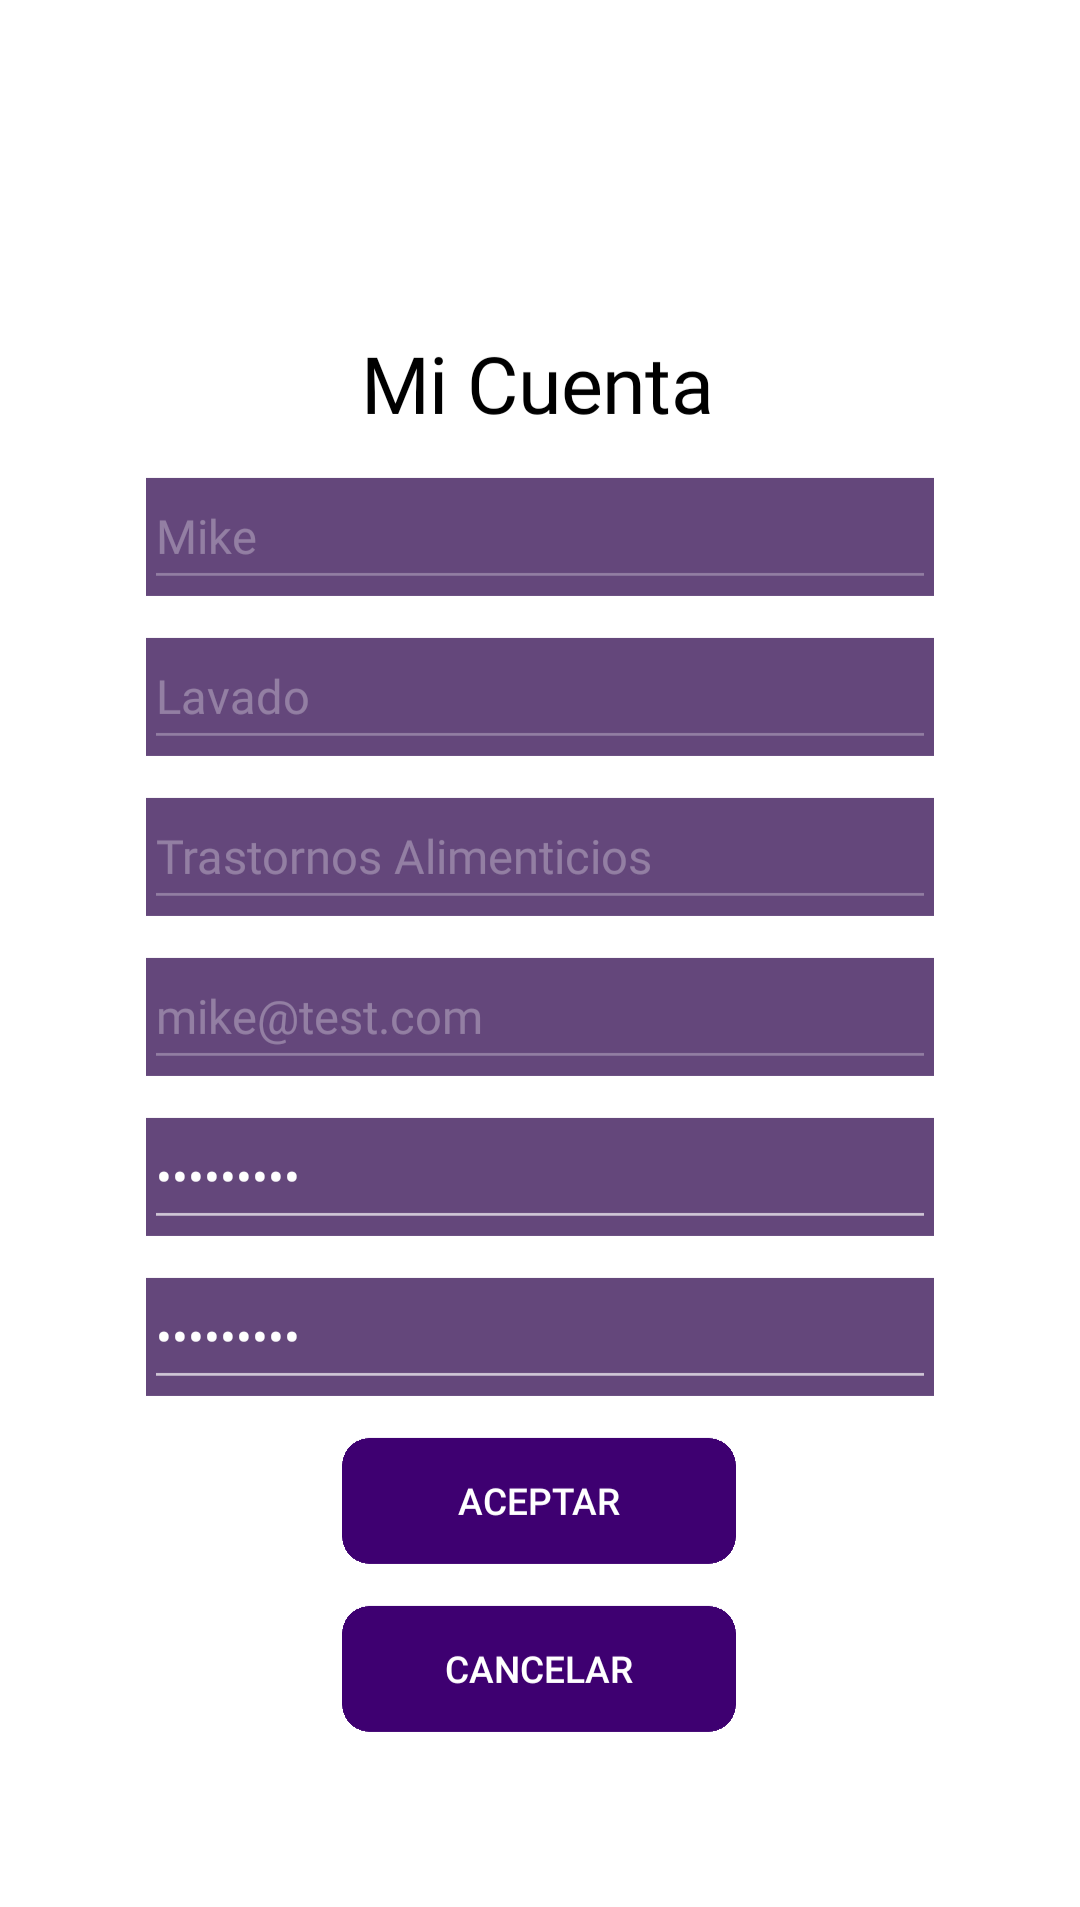 Mi Cuenta
Mike
Lavado
Trastornos Alimenticios
mike@test.com
•••••••••
•••••••••
ACEPTAR
CANCELAR